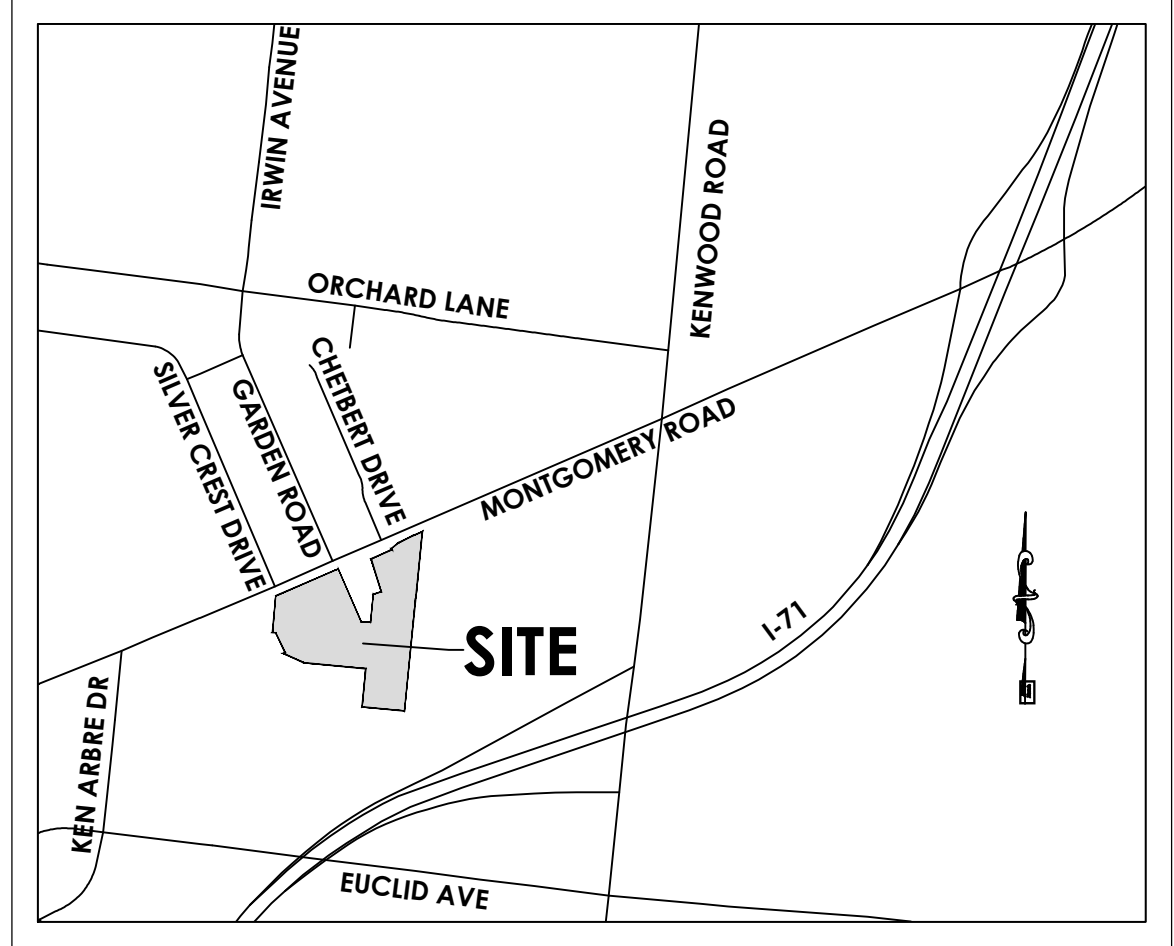 IRWIN AVENUE
KENWOOD ROAD
ORCHARD LANE
CHETBERT DRIVE
SILVER CREST DRIVE
GARDEN ROAD
MONTGOMERY ROAD
I-71
SITE
KEN ARBRE DR
EUCLID AVE